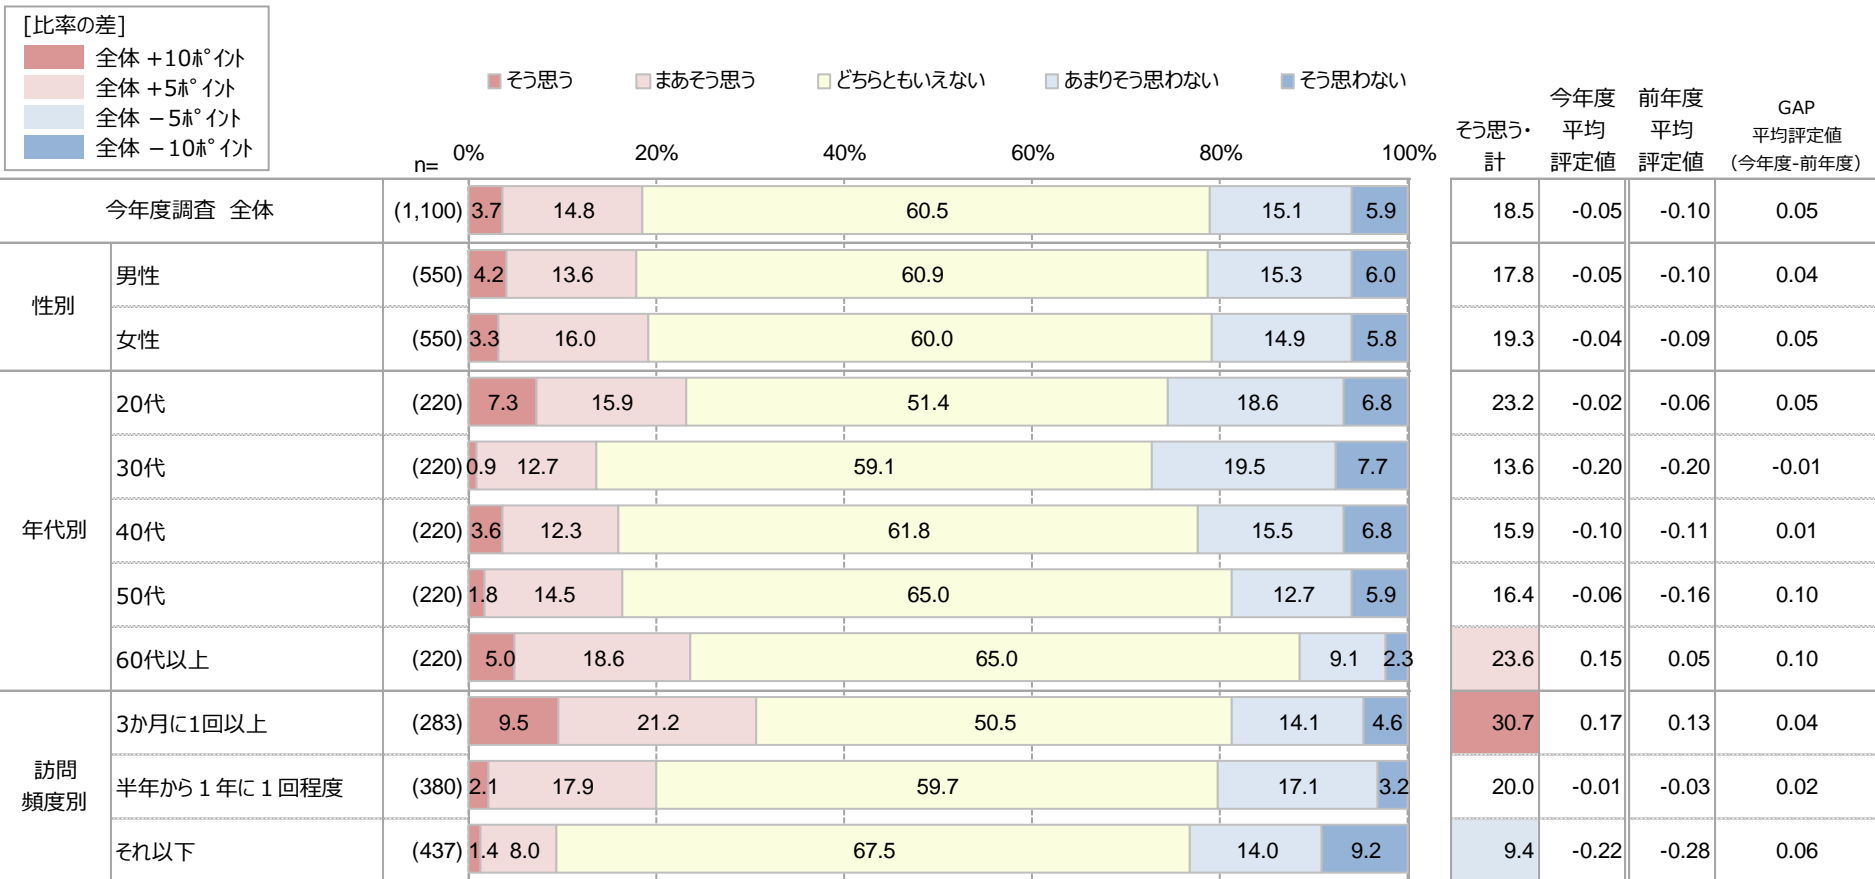 [比率の差]
全体 +10ﾎﾟｲﾝﾄ
全体 +5ﾎﾟｲﾝﾄ
全体 －5ﾎﾟｲﾝﾄ
全体 －10ﾎﾟｲﾝﾄ
そう思う まあそう思う どちらともいえない あまりそう思わない そう思わない
n= 0% 20% 40% 60% 80% 100%
そう思う・
計
今年度
平均
評定値
前年度
平均
評定値
GAP
平均評定値
（今年度-前年度）
今年度調査 全体 (1,100) 3.7 14.8 60.5 15.1 5.9 18.5 -0.05 -0.10 0.05
性別
男性 (550) 4.2 13.6 60.9 15.3 6.0 17.8 -0.05 -0.10 0.04
女性 (550) 3.3 16.0 60.0 14.9 5.8 19.3 -0.04 -0.09 0.05
年代別
20代 (220) 7.3 15.9 51.4 18.6 6.8 23.2 -0.02 -0.06 0.05
30代 (220) 0.9 12.7 59.1 19.5 7.7 13.6 -0.20 -0.20 -0.01
40代 (220) 3.6 12.3 61.8 15.5 6.8 15.9 -0.10 -0.11 0.01
50代 (220) 1.8 14.5 65.0 12.7 5.9 16.4 -0.06 -0.16 0.10
60代以上 (220) 5.0 18.6 65.0 9.1 2.3 23.6 0.15 0.05 0.10
訪問
頻度別
3か月に1回以上 (283) 9.5 21.2 50.5 14.1 4.6 30.7 0.17 0.13 0.04
半年から１年に１回程度 (380) 2.1 17.9 59.7 17.1 3.2 20.0 -0.01 -0.03 0.02
それ以下 (437) 1.4 8.0 67.5 14.0 9.2 9.4 -0.22 -0.28 0.06